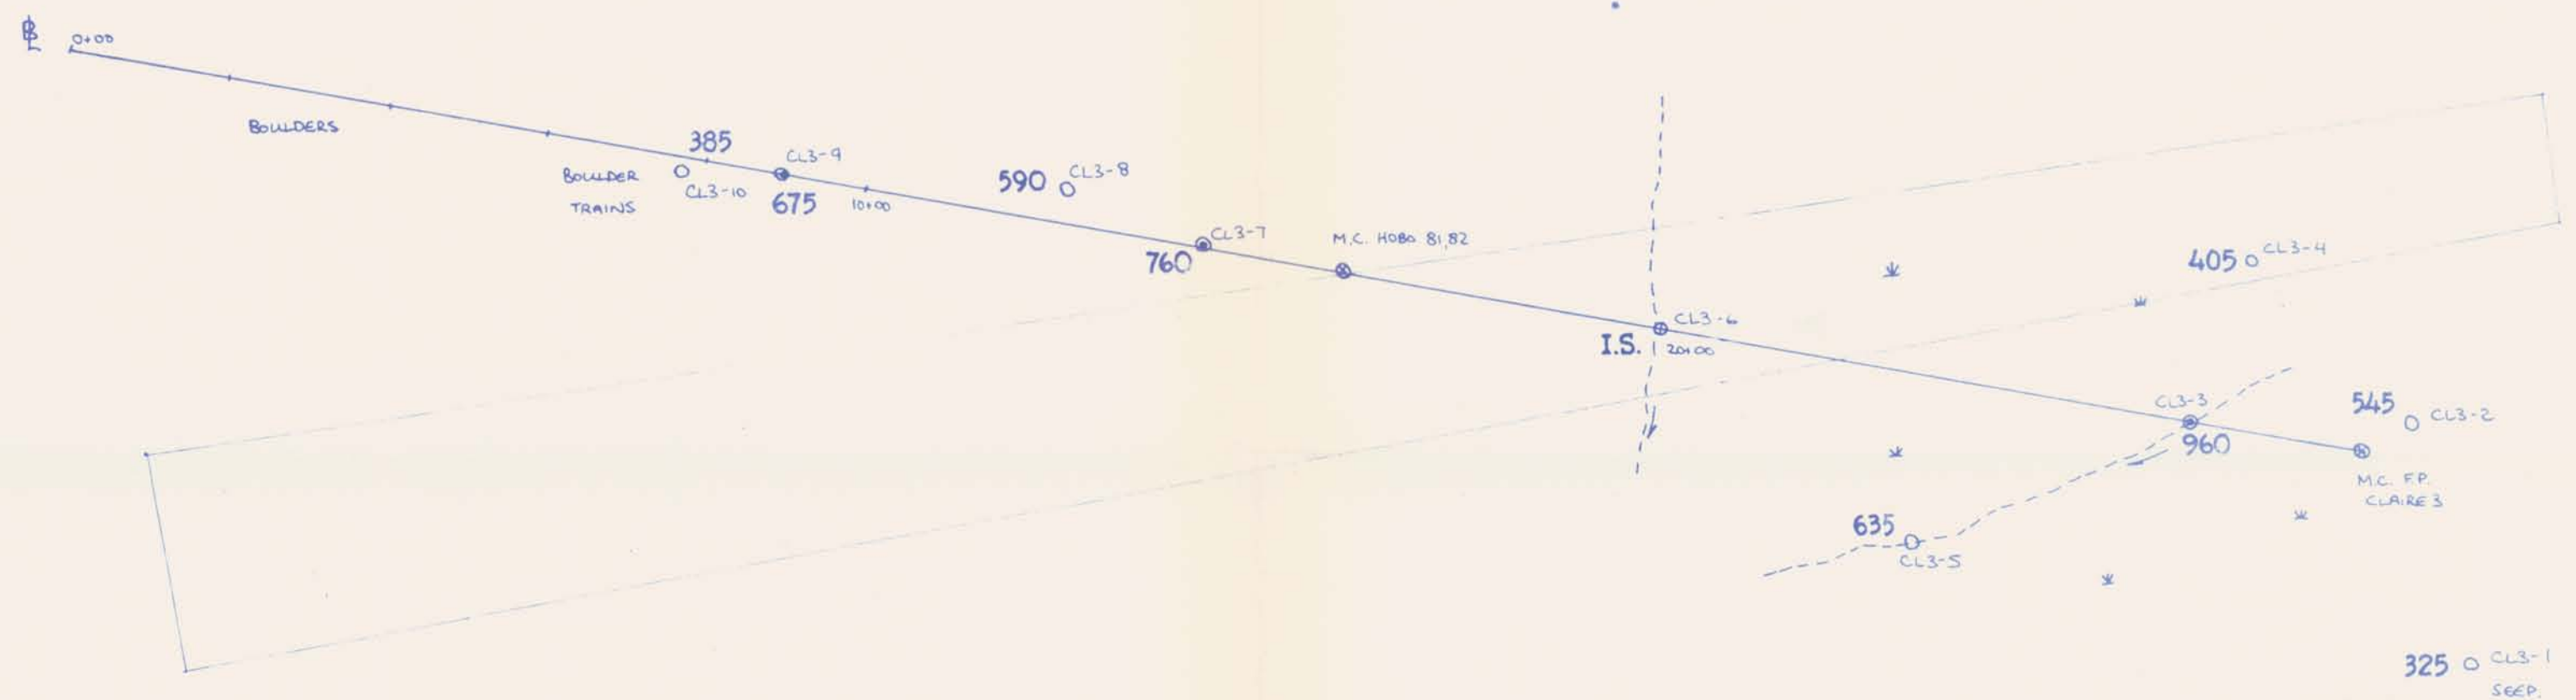 BL
0+00
BOULDERS
385
CL3-9
BOULDER
TRAINS
CL3-10
675
10+00
590
CL3-8
CL3-7
760
M.C. HOBO 81,82
CL3-6
I.S.
20+00
405
CL3-4
CL3-3
960
545
CL3-2
M.C. F.P.
CLAIRE 3
635
CL3-5
325
CL3-1
SEEP.